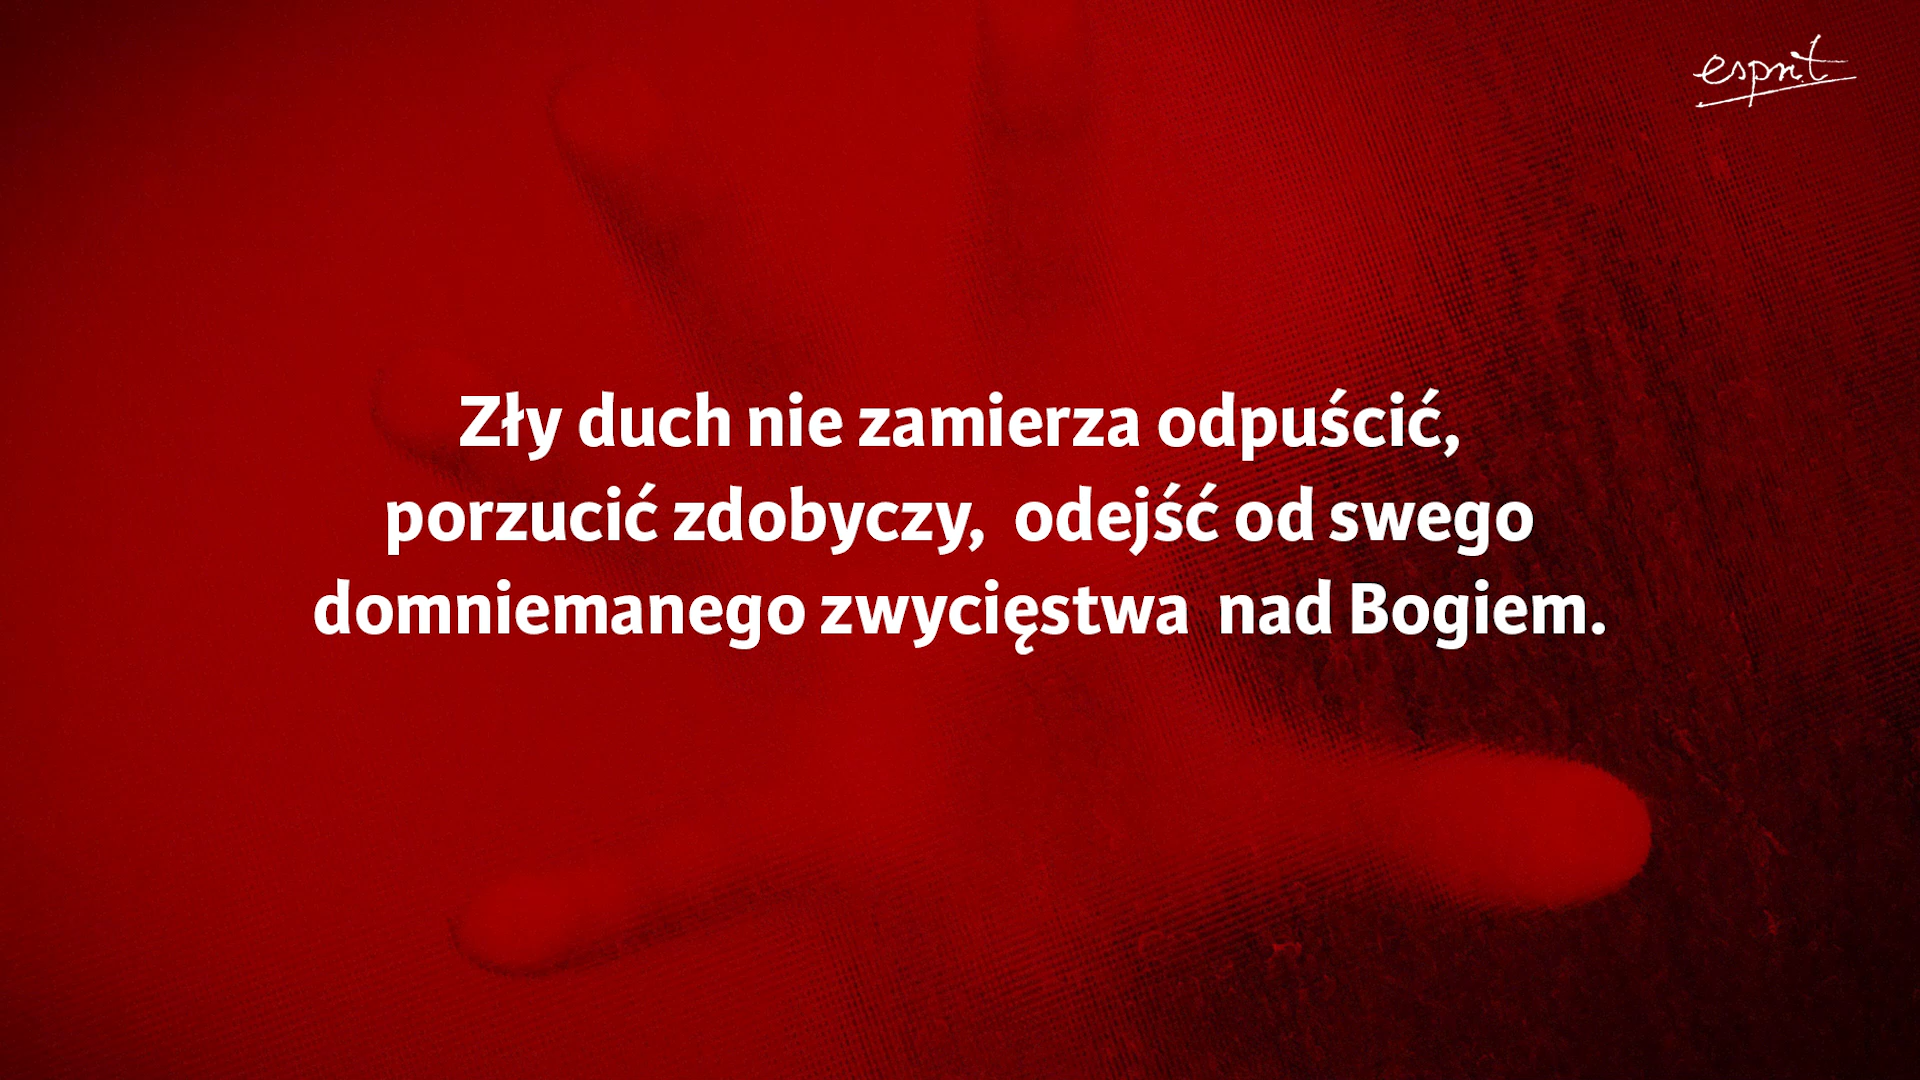 esprit
Zły duch nie zamierza odpuścić,
porzucić zdobyczy, odejść od swego
domniemanego zwycięstwa nad Bogiem.